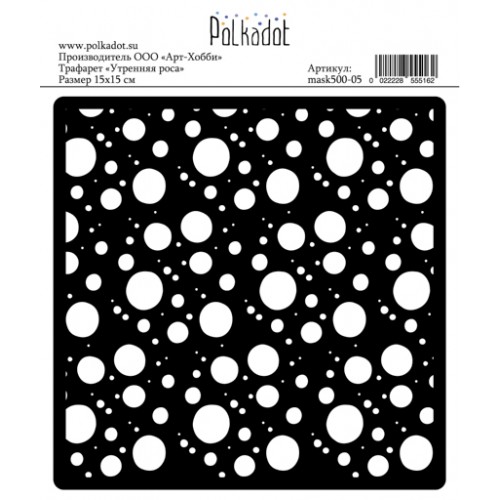 Polkadot
www.polkadot.su
Производитель ООО «Арт-Хобби»
Трафарет «Утренняя роса»
Размер 15х15 см
Артикул:
mask500-05
0 022228 555162